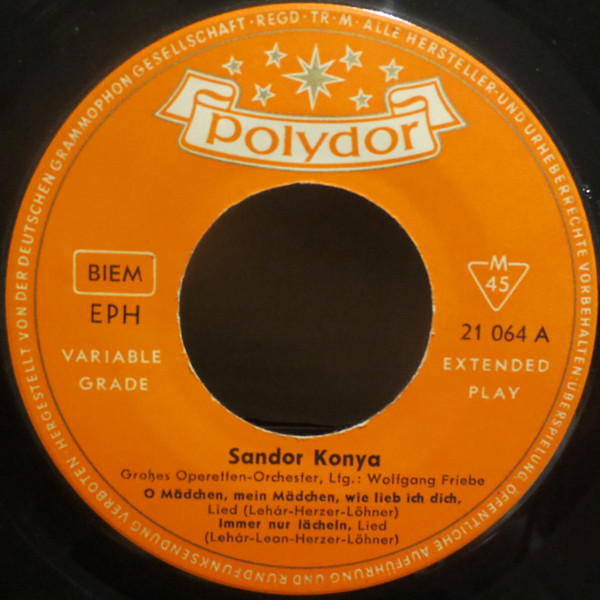 HERGESTELLT VON DER DEUTSCHEN GRAMMOPHON GESELLSCHAFT · REGD · TR · M · ALLE HERSTELLER- UND URHEBERRECHTE VORBEHALTEN · ÜBERSPIELUNG, ÖFFENTLICHE AUFFÜHRUNG UND RUNDFUNKSENDUNG VERBOTEN
polydor
BIEM
EPH
VARIABLE
GRADE
M
45
21 064 A
EXTENDED
PLAY
Sandor Konya
Großes Operetten-Orchester, Ltg.: Wolfgang Friebe
O Mädchen, mein Mädchen, wie lieb ich dich,
Lied (Lehár-Herzer-Löhner)
Immer nur lächeln, Lied
(Lehár-Leon-Herzer-Löhner)